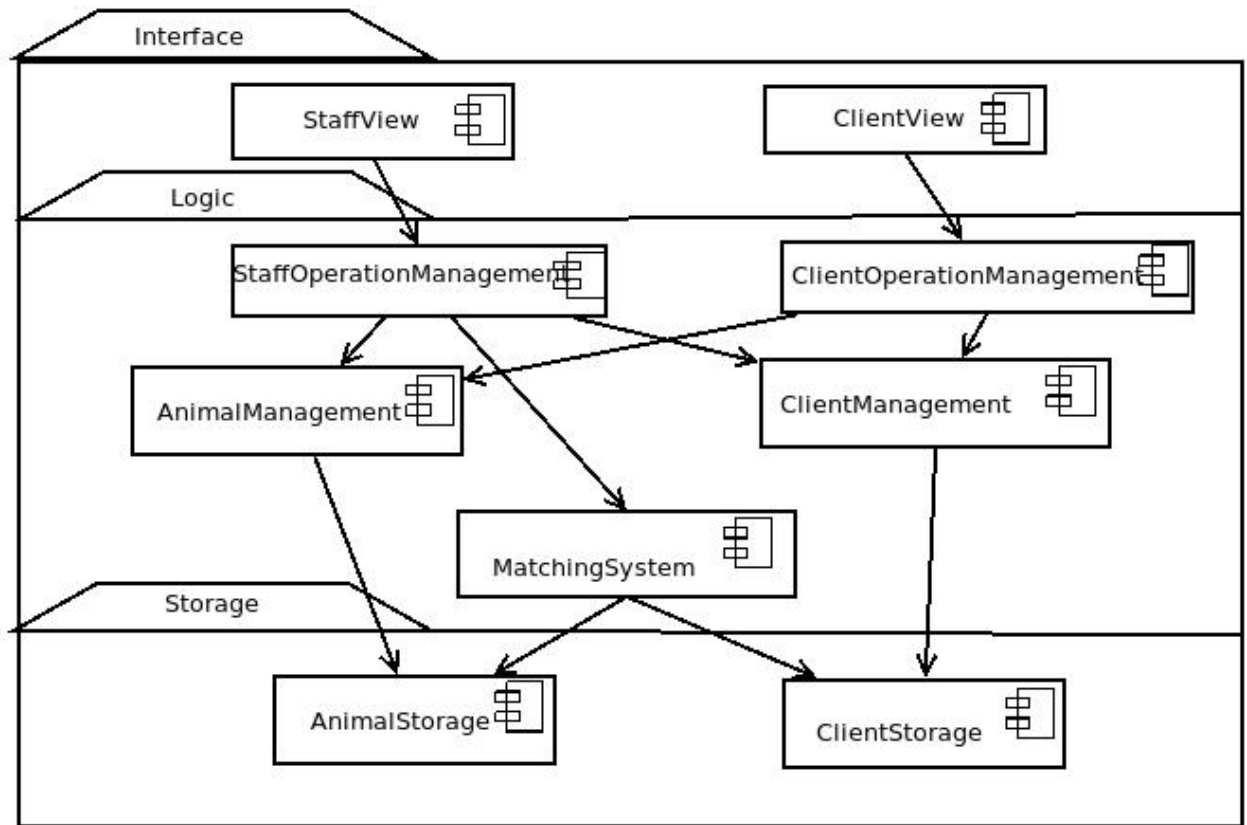 Interface
StaffView
ClientView
Logic
StaffOperationManagement
ClientOperationManagement
AnimalManagement
ClientManagement
MatchingSystem
Storage
AnimalStorage
ClientStorage